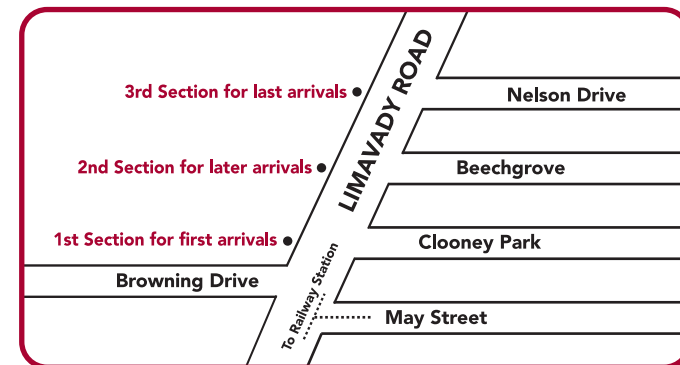 LIMAVADY ROAD
3rd Section for last arrivals
Nelson Drive
2nd Section for later arrivals
Beechgrove
1st Section for first arrivals
Clooney Park
Browning Drive
To Railway Station
May Street